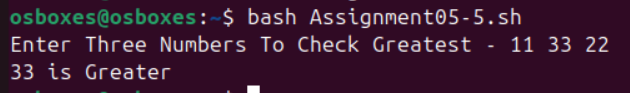 osboxes@osboxes:~$ bash Assignment05-5.sh
Enter Three Numbers To Check Greatest - 11 33 22
33 is Greater